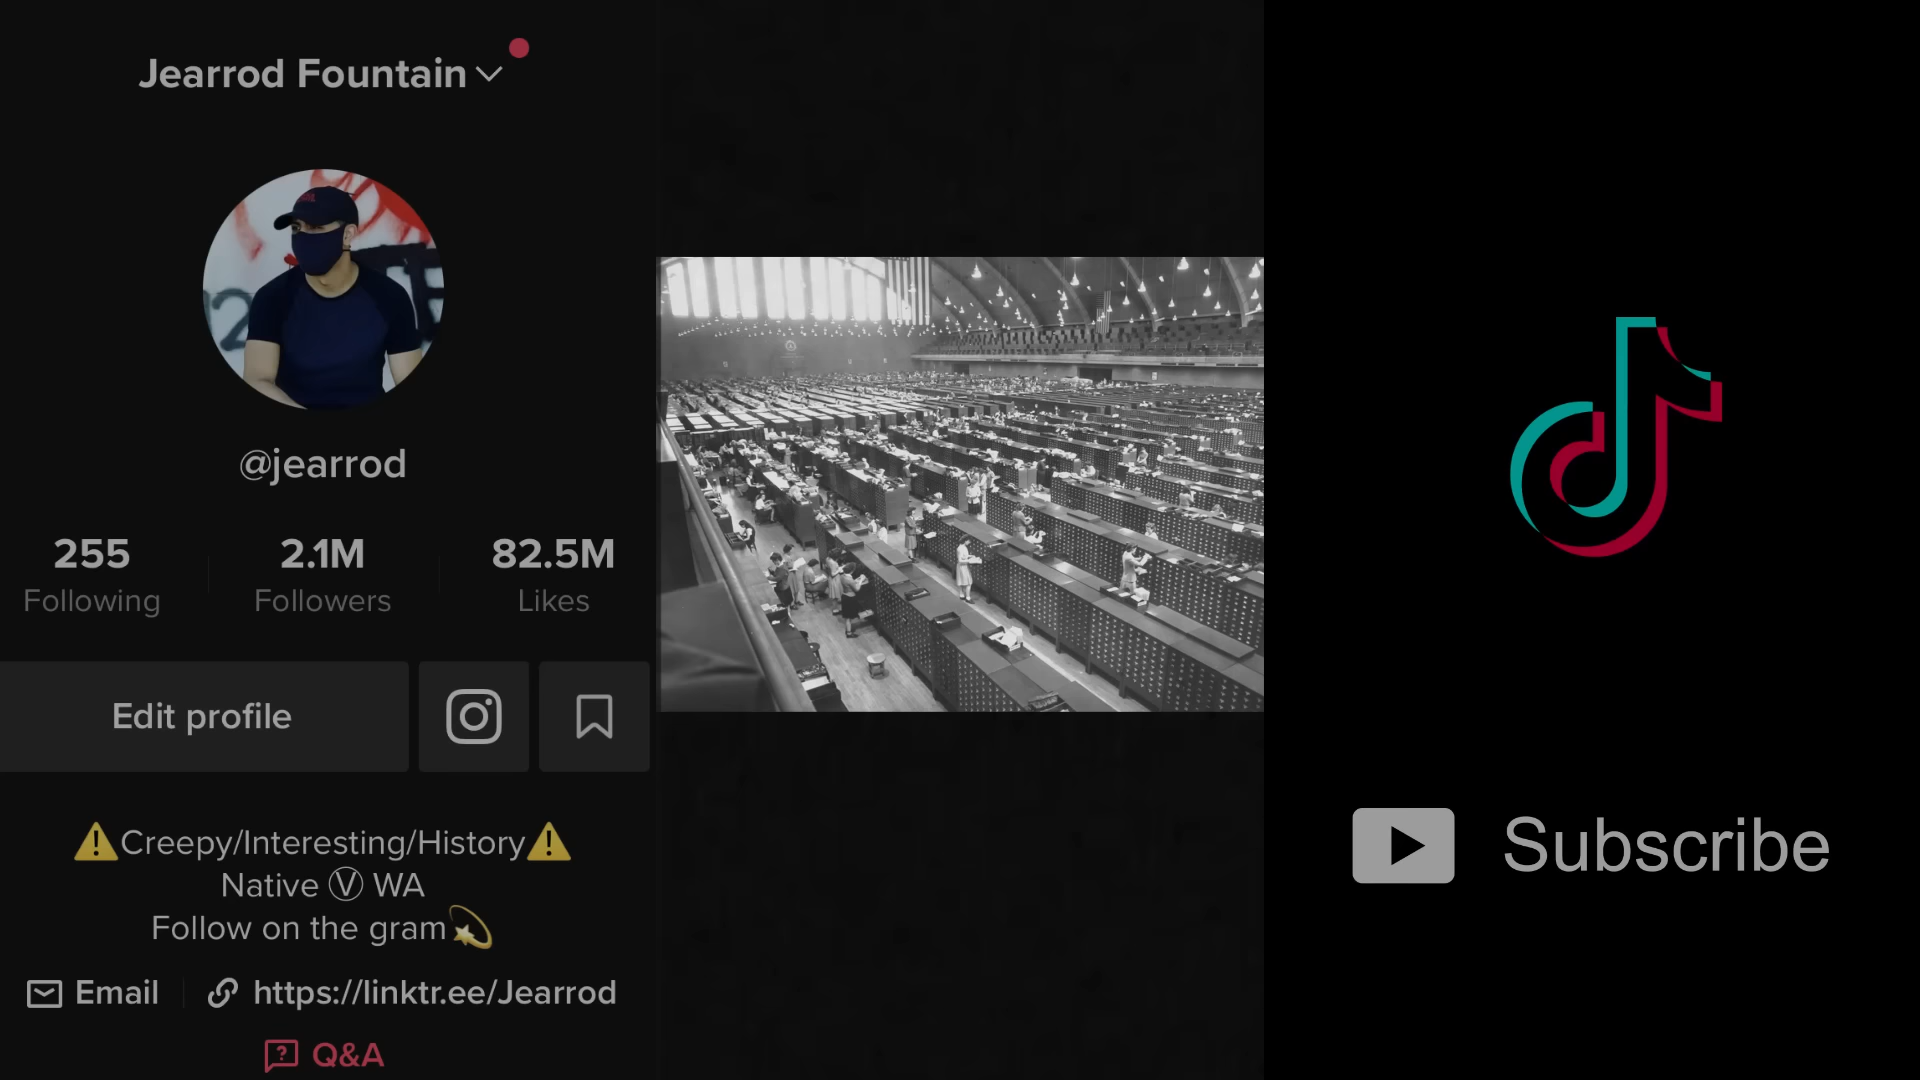 Jearrod Fountain
@jearrod
255 2.1M 82.5M
Following Followers Likes
Edit profile
⚠️Creepy/Interesting/History⚠️
Native Ⓥ WA
Follow on the gram💫
Email https://linktr.ee/Jearrod
Q&A
Subscribe